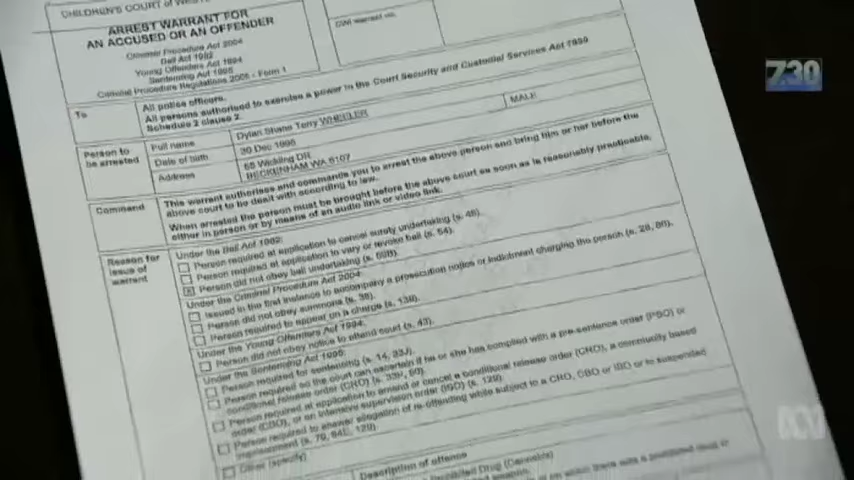 CHILDREN'S COURT of
ARREST WARRANT FOR
AN ACCUSED OR AN OFFENDER
Criminal Procedure Act 2004
Bail Act 1982
Young Offenders Act 1994
Sentencing Act 1995
Criminal Procedure Regulations 2005 - Form 1
warrant no.
730
To
All police officers.
All persons authorised to exercise a power in the Court Security and Custodial Services Act 1999
Schedule 2 clause 2.
Person to be arrested
Full name
Dylan Shane Terry WHEELER
MALE
Date of birth
30 Dec
Address
Wickling DR
BECKENHAM WA 6107
Command
This warrant authorises and commands you to arrest the above person and bring him or her before the
above court to be dealt with according to law.
When arrested the person must be brought before the above court as soon as is reasonably practicable,
either in person or by means of an audio link or video link.
Reason for
issue of
warrant
Under the Bail Act 1982:
Person required at application to cancel surety undertaking (s. 48).
Person required at application to vary or revoke bail (s. 54).
Person did not obey bail undertaking (s. 59B).
Under the Criminal Procedure Act 2004:
Issued in the first instance to accompany a prosecution notice or indictment charging the person (s. 28,
Person did not obey summons (s.
Person required to appear on a charge (s.
Under the Young Offenders Act 1994:
Person did not obey notice to attend court (s. 43).
Under the Sentencing Act 1995:
Person required for sentencing (s. 14, 33J).
Person required so the court can ascertain if he or she has complied with a pre-sentence order (PSO) or
conditional release order (CRO) (s. 33O, 50).
Person required at application to amend or cancel a conditional release order (CRO), a community based
order (CBO), or an intensive supervision order (ISO) (s. 126).
Person required to answer allegation of re-offending while subject to a CRO, CBO or ISO or to suspended
imprisonment (s. 79, 84E, 129).
Other (specify)
Description of offence
Prohibited Drug (Cannabis)
ABC